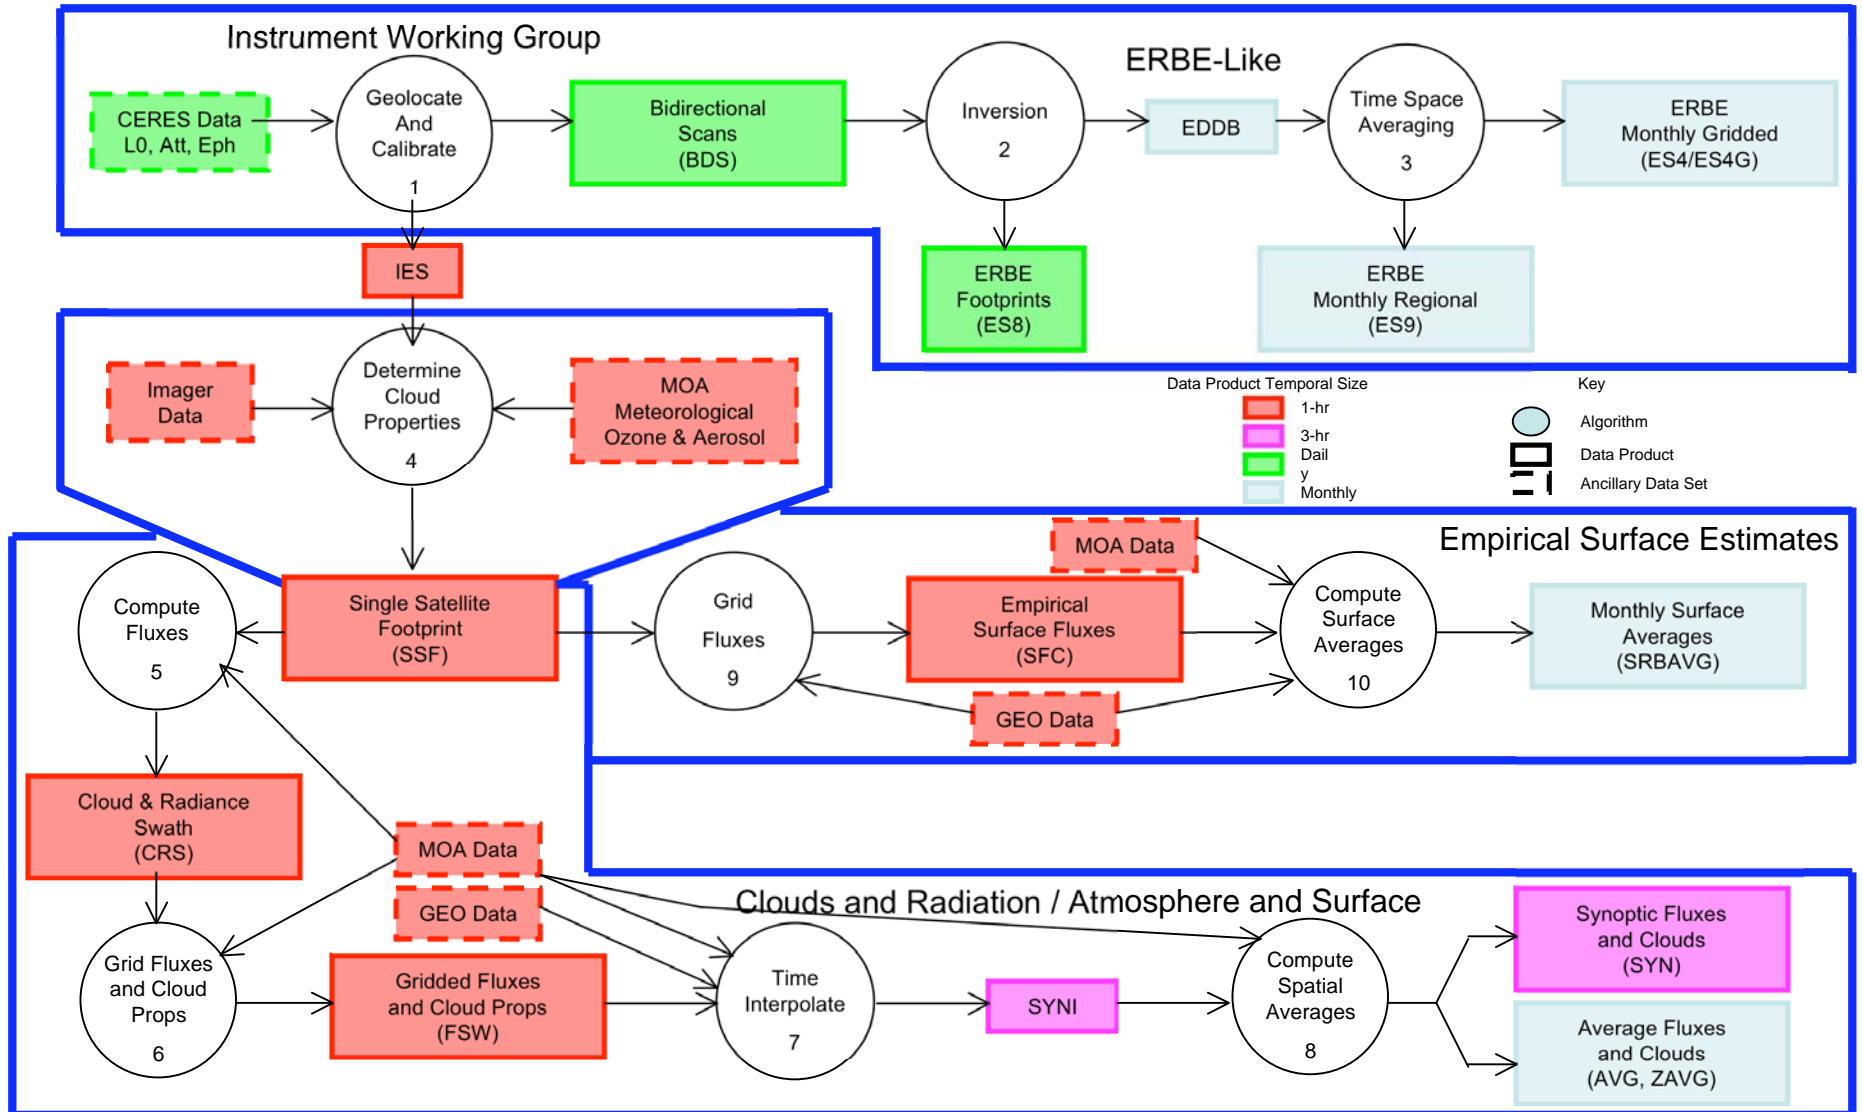 Instrument Working Group
ERBE-Like
CERES Data
L0, Att, Eph
Geolocate
And
Calibrate
1
Bidirectional
Scans
(BDS)
Inversion
2
EDDB
Time Space
Averaging
3
ERBE
Monthly Gridded
(ES4/ES4G)
IES
ERBE
Footprints
(ES8)
ERBE
Monthly Regional
(ES9)
Imager
Data
Determine
Cloud
Properties
4
MOA
Meteorological
Ozone & Aerosol
Data Product Temporal Size
1-hr
3-hr
Dail
y
Monthly
Key
Algorithm
Data Product
Ancillary Data Set
Empirical Surface Estimates
MOA Data
Compute
Fluxes
5
Single Satellite
Footprint
(SSF)
Grid
Fluxes
9
Empirical
Surface Fluxes
(SFC)
Compute
Surface
Averages
10
Monthly Surface
Averages
(SRBAVG)
GEO Data
Cloud & Radiance
Swath
(CRS)
MOA Data
GEO Data
Clouds and Radiation / Atmosphere and Surface
Grid Fluxes
and Cloud
Props
6
Gridded Fluxes
and Cloud Props
(FSW)
Time
Interpolate
7
SYNI
Compute
Spatial
Averages
8
Synoptic Fluxes
and Clouds
(SYN)
Average Fluxes
and Clouds
(AVG, ZAVG)